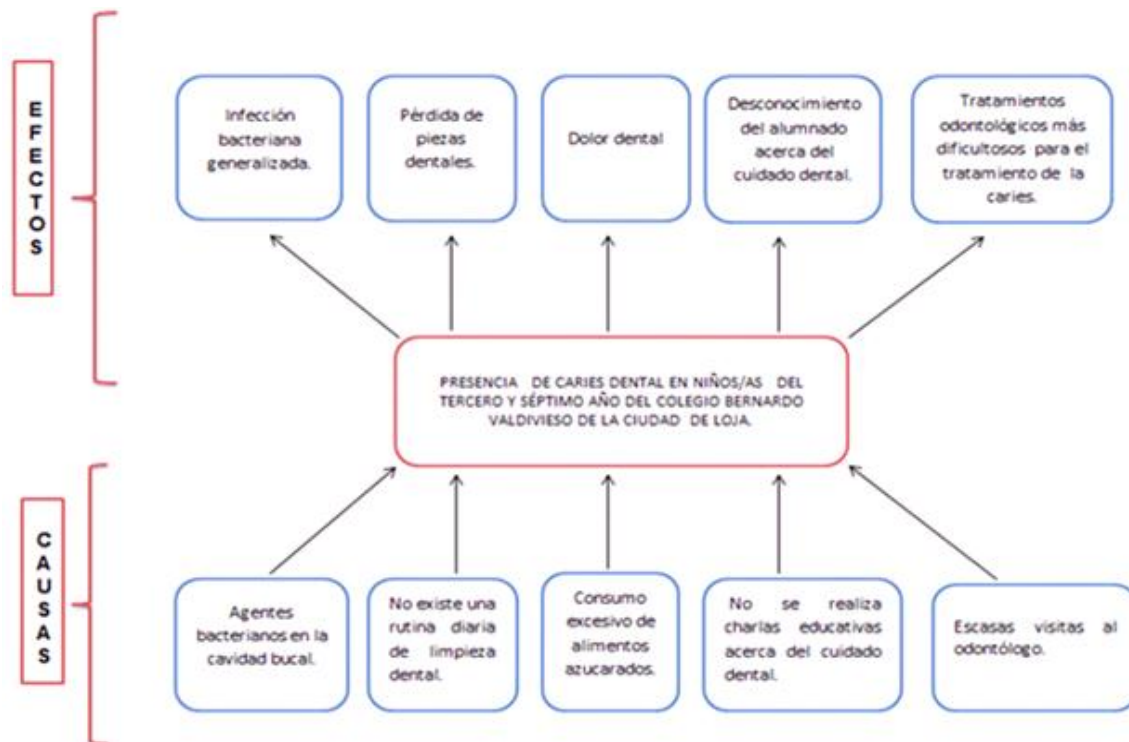 EFECTOS
Infección
bacteriana
generalizada.
Pérdida de
piezas
dentales.
Dolor dental
Desconocimiento
del alumnado
acerca del
cuidado dental.
Tratamientos
odontológicos más
dificultosos para el
tratamiento de la
caries.
PRESENCIA DE CARIES DENTAL EN NIÑOS/AS DEL
TERCERO Y SÉPTIMO AÑO DEL COLEGIO BERNARDO
VALDIVIESO DE LA CIUDAD DE LOJA.
CAUSAS
Agentes
bacterianos en la
cavidad bucal.
No existe una
rutina diaria
de limpieza
dental.
Consumo
excesivo de
alimentos
azucarados.
No se realiza
charlas educativas
acerca del cuidado
dental.
Escasas visitas al
odontólogo.